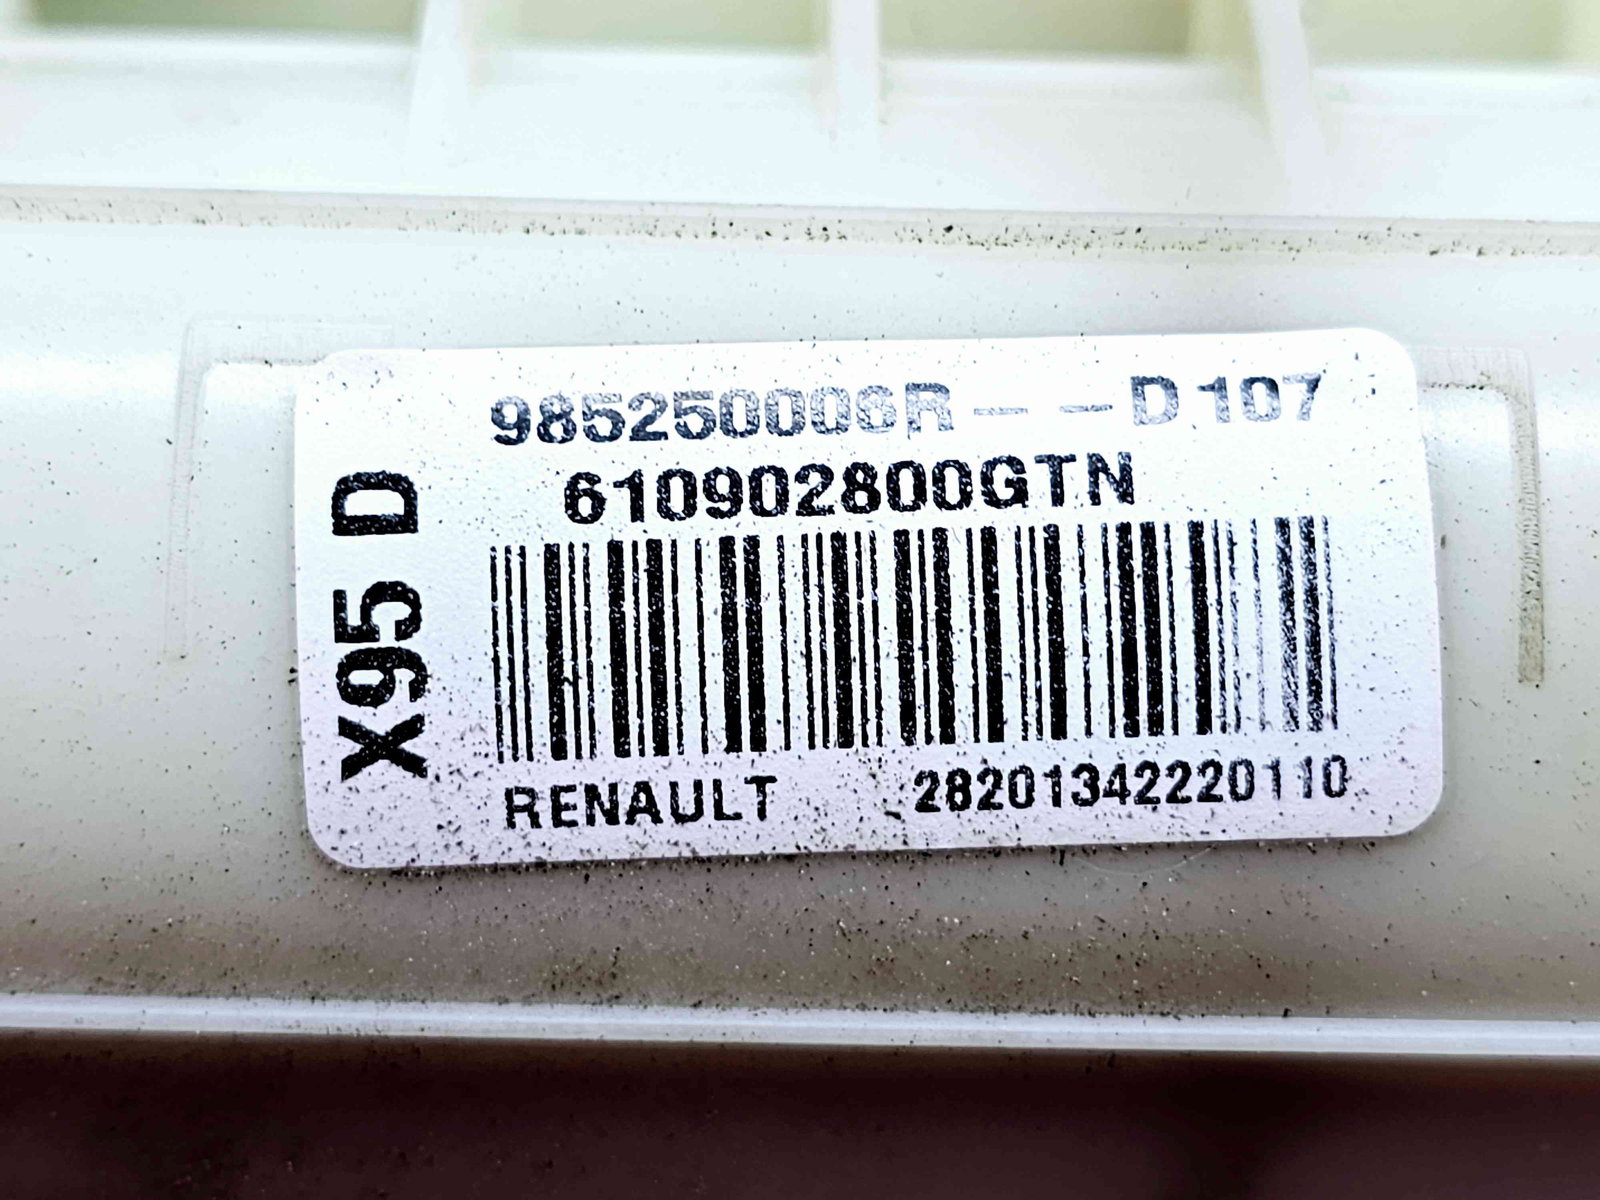 985250006R--D107
610902800GTN
X95 D
RENAULT 28201342220110